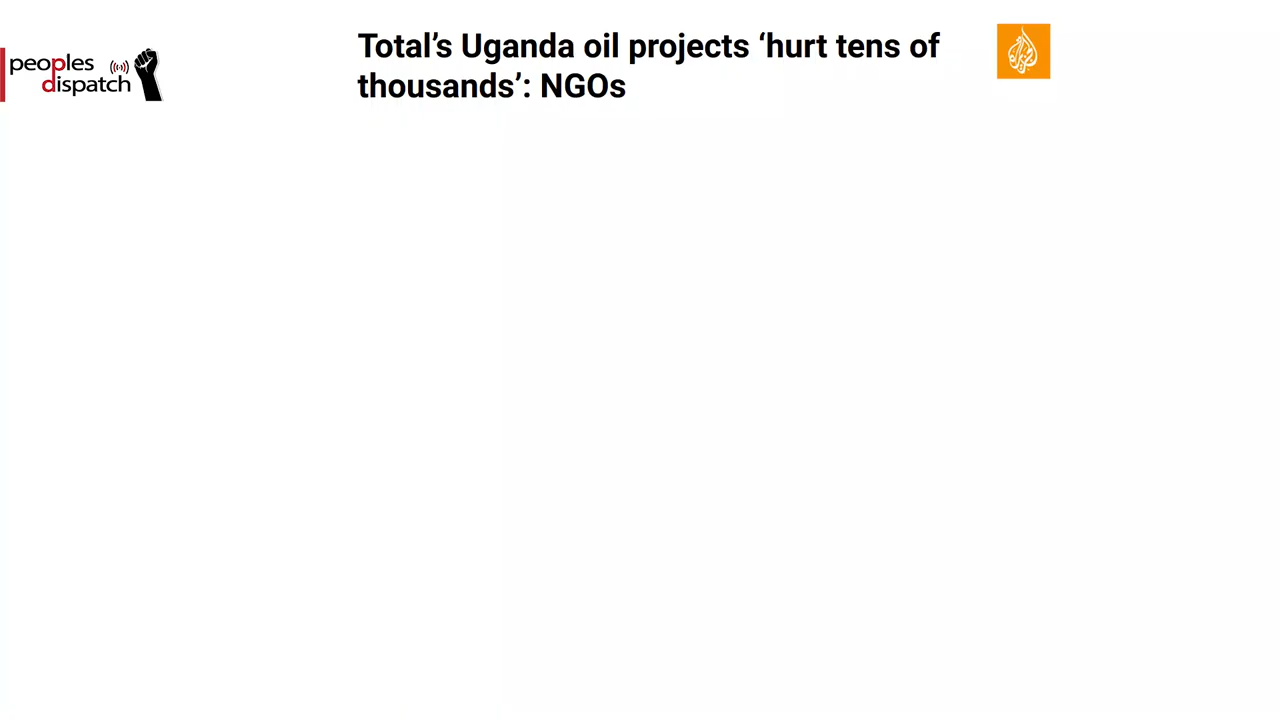 peoples
dispatch
Total’s Uganda oil projects ‘hurt tens of
thousands’: NGOs